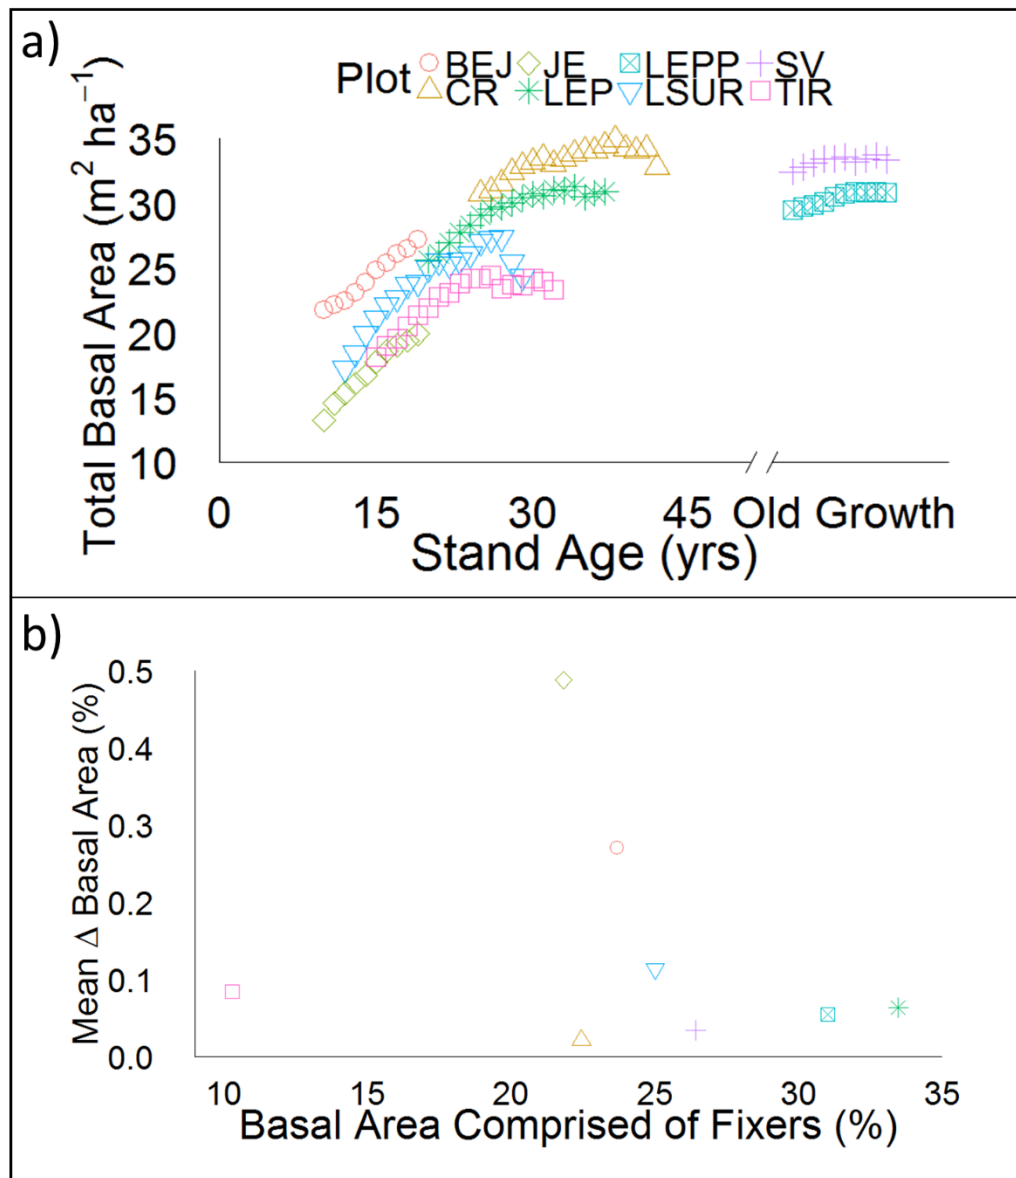 a)
Plot BEJ JE LEPP SV
CR LEP LSUR TIR
Total Basal Area (m² ha⁻¹)
35
30
25
20
15
10
0 15 30 45 Old Growth
Stand Age (yrs)
b)
Mean Δ Basal Area (%)
0.5
0.4
0.3
0.2
0.1
0.0
10 15 20 25 30 35
Basal Area Comprised of Fixers (%)